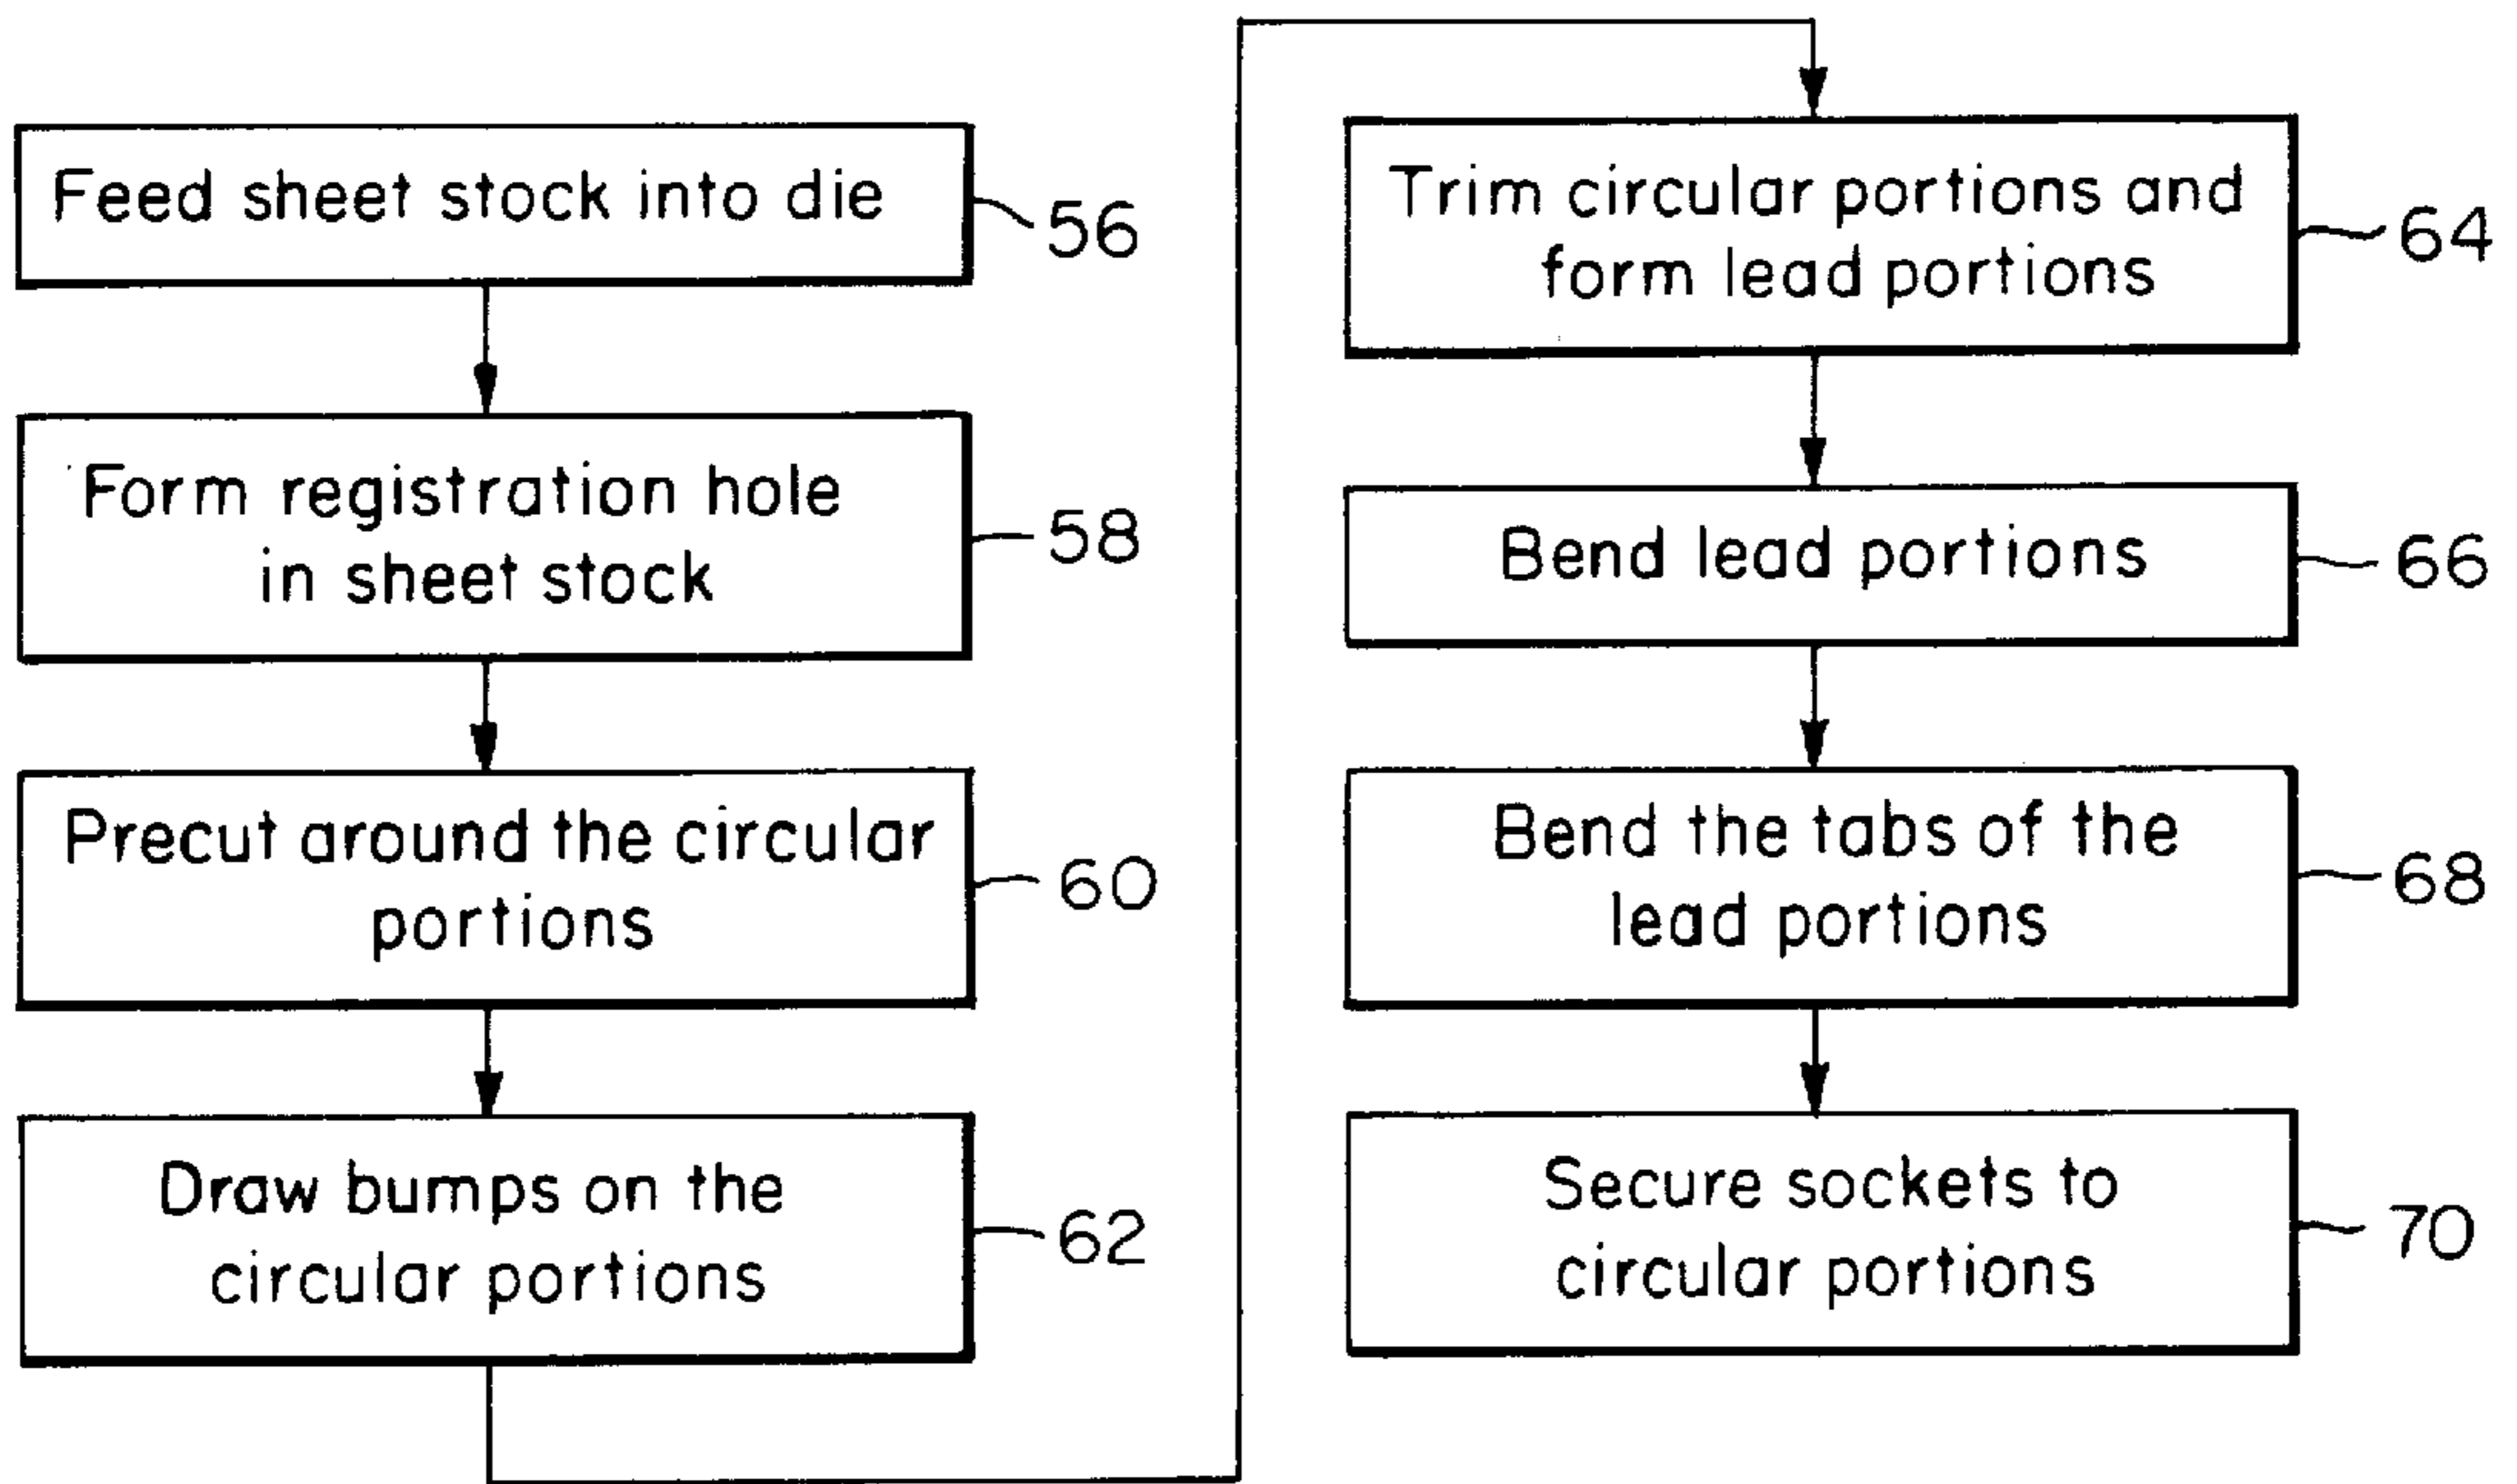 Feed sheet stock into die
56
Form registration hole
in sheet stock
58
Precut around the circular
portions
60
Draw bumps on the
circular portions
62
Trim circular portions and
form lead portions
64
Bend lead portions
66
Bend the tabs of the
lead portions
68
Secure sockets to
circular portions
70